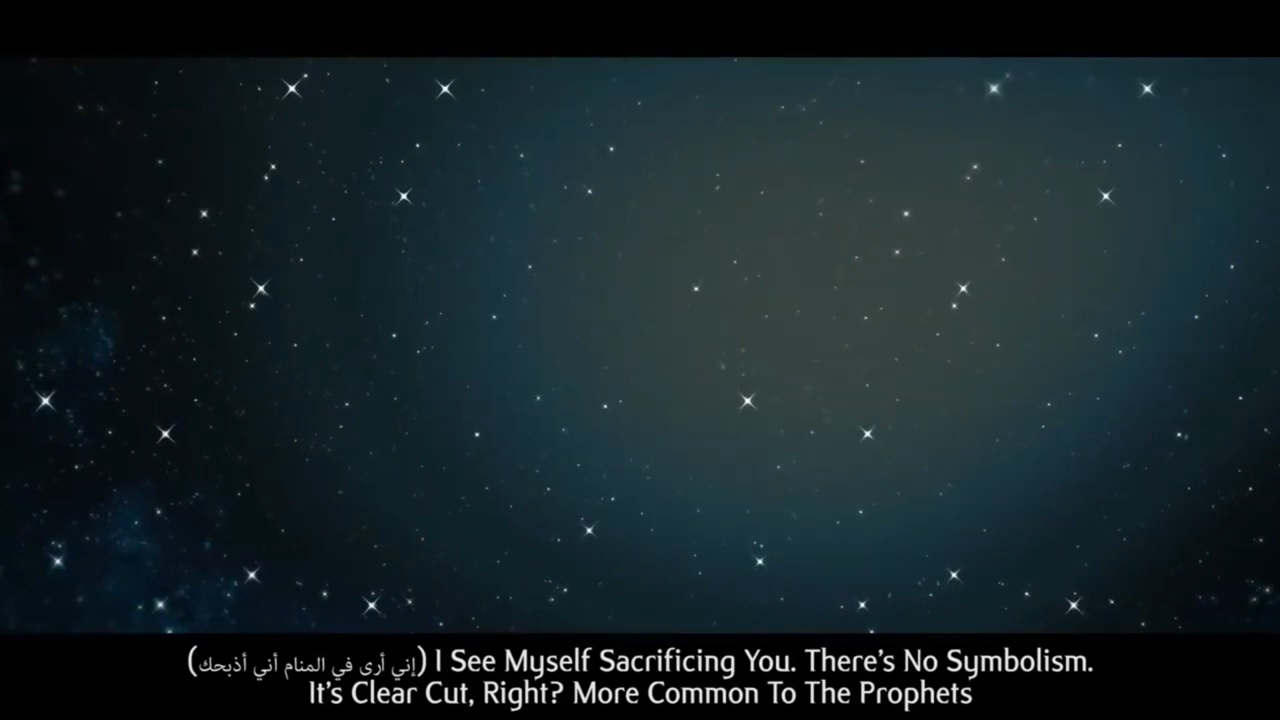 (إني أرى في المنام أني أذبحك) I See Myself Sacrificing You. There's No Symbolism.
It's Clear Cut, Right? More Common To The Prophets